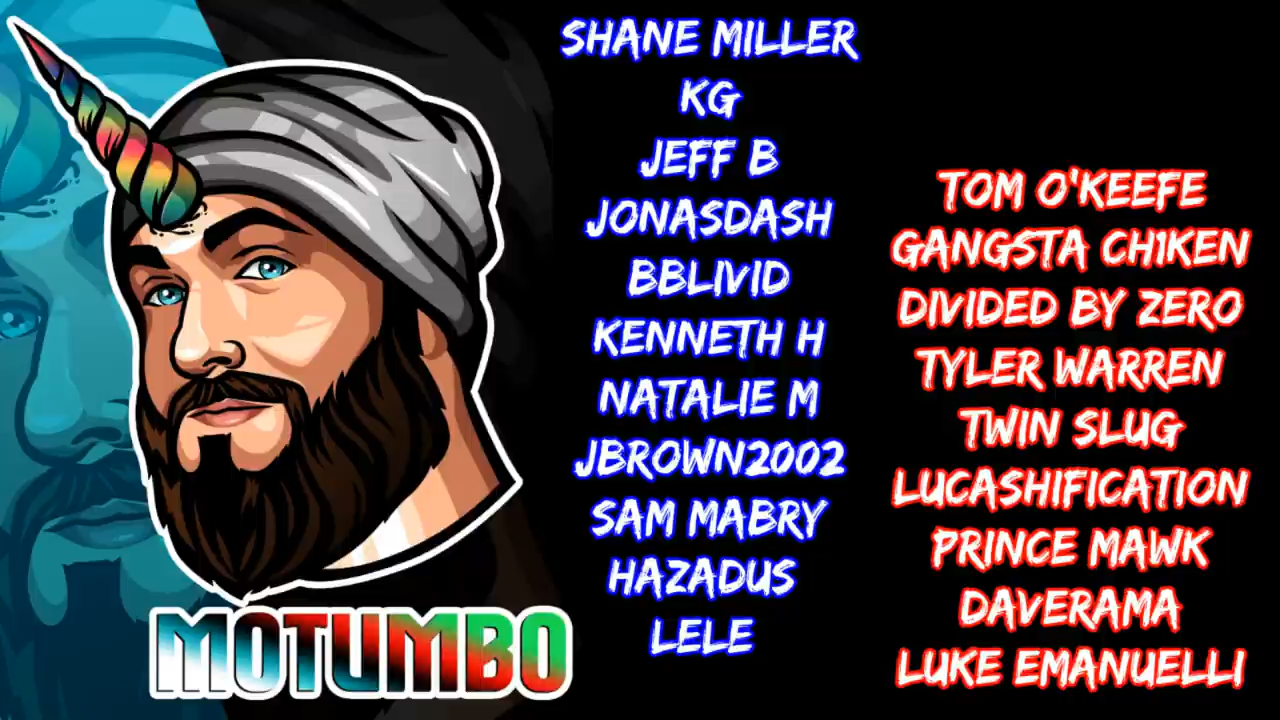 SHANE MILLER
KG
JEFF B
JONASDASH
BBLIVID
KENNETH H
NATALIE M
JBROWN2002
SAM MABRY
HAZADUS
LELE
TOM O'KEEFE
GANGSTA CH1KEN
DIVIDED BY ZERO
TYLER WARREN
TWIN SLUG
LUCASHIFICATION
PRINCE MAWK
DAVERAMA
LUKE EMANUELLI
MOTUMBO